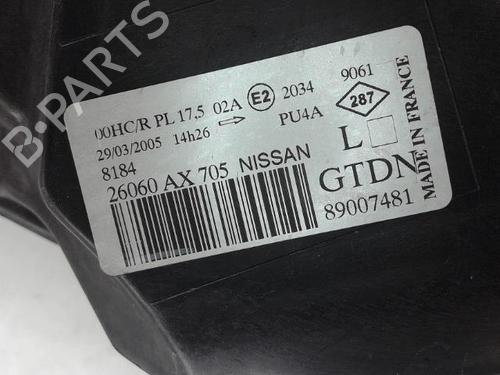 B-PARTS
00HC/R PL 17,5 02A E2 2034 9061
29/03/2005 14h26 PU4A 287
8184 L
26060 AX 705 NISSAN GTDN
89007481
MADE IN FRANCE